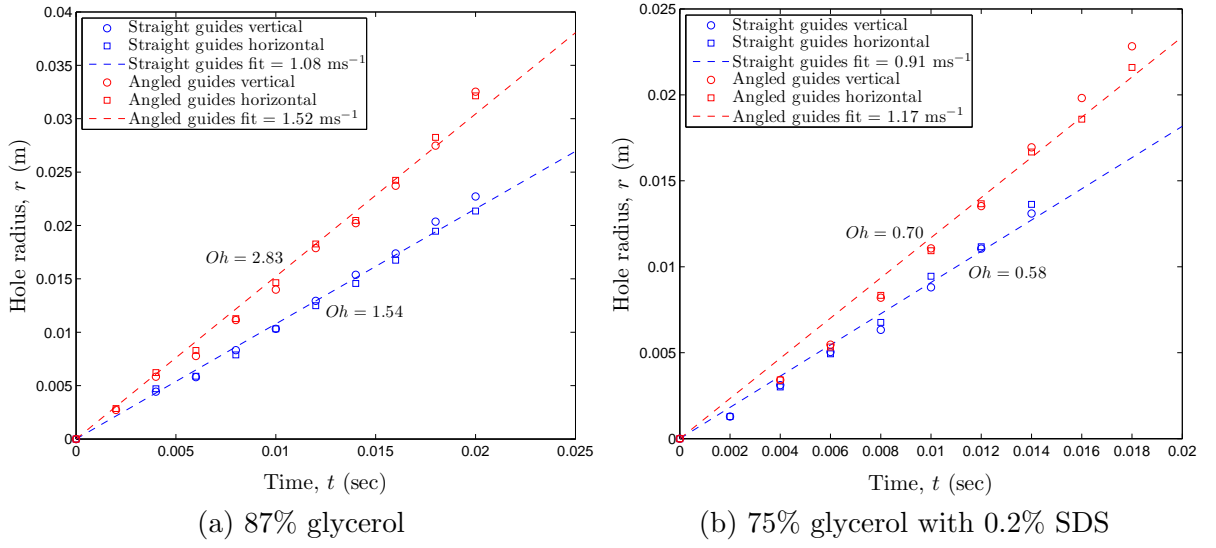 Straight guides vertical
Straight guides horizontal
Straight guides fit = 1.08 ms⁻¹
Angled guides vertical
Angled guides horizontal
Angled guides fit = 1.52 ms⁻¹
0.04
0.035
0.03
0.025
0.02
0.015
0.01
0.005
0
Hole radius, r (m)
Oh = 2.83
Oh = 1.54
0 0.005 0.01 0.015 0.02 0.025
Time, t (sec)
(a) 87% glycerol
Straight guides vertical
Straight guides horizontal
Straight guides fit = 0.91 ms⁻¹
Angled guides vertical
Angled guides horizontal
Angled guides fit = 1.17 ms⁻¹
0.025
0.02
0.015
0.01
0.005
0
Hole radius, r (m)
Oh = 0.70
Oh = 0.58
0 0.002 0.004 0.006 0.008 0.01 0.012 0.014 0.016 0.018 0.02
Time, t (sec)
(b) 75% glycerol with 0.2% SDS